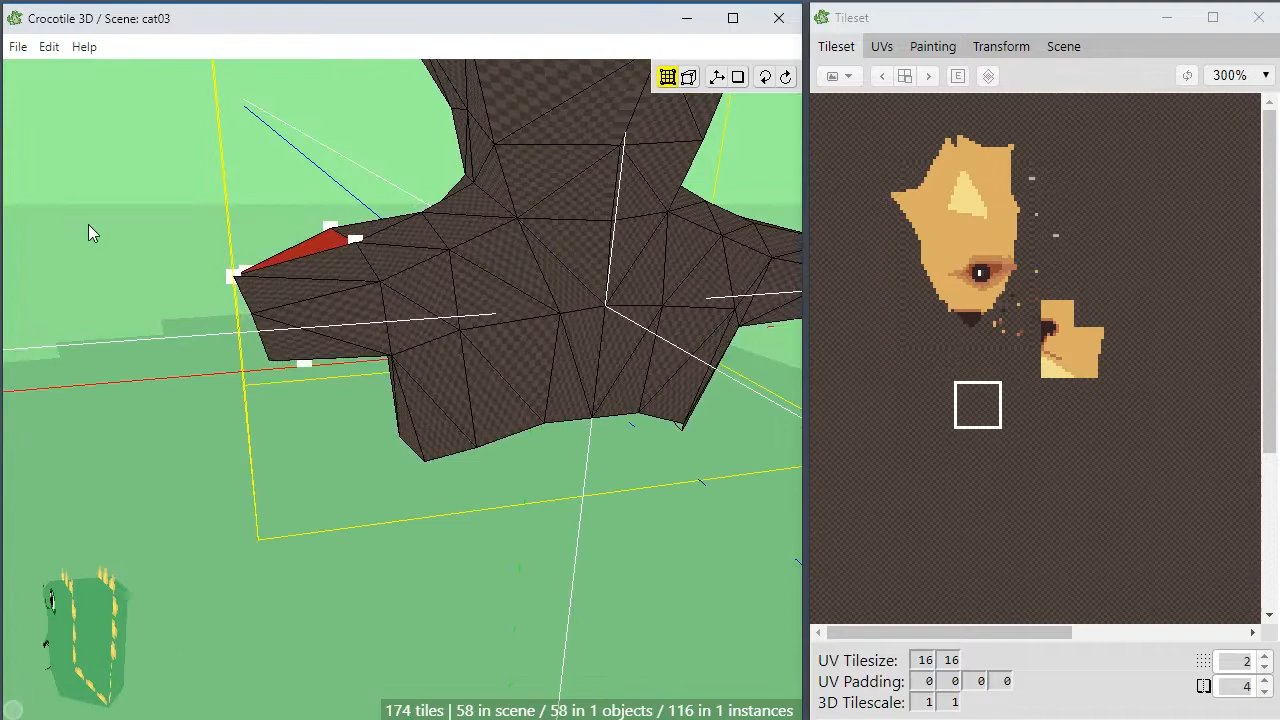 Crocotile 3D / Scene: cat03
File Edit Help
174 tiles | 58 in scene / 58 in 1 objects / 116 in 1 instances
Tileset
Tileset UVs Painting Transform Scene
E 300%
UV Tilesize: 16 16
UV Padding: 0 0 0 0
3D Tilescale: 1 1
2
4